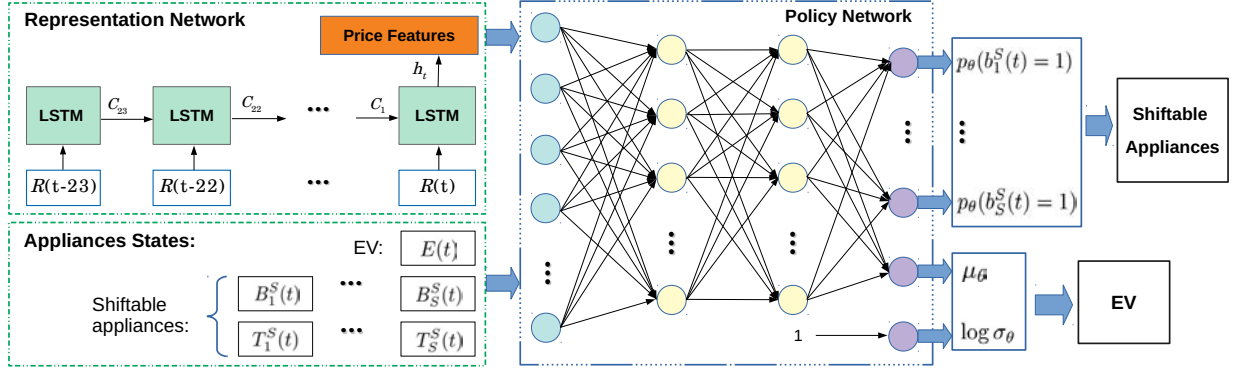 Representation Network
Price Features
h_t
LSTM
C_23
LSTM
C_22
...
C_1
LSTM
R(t-23)
R(t-22)
...
R(t)
Appliances States:
EV:
E(t)
Shiftable
appliances:
B_1^S(t)
...
B_S^S(t)
T_1^S(t)
...
T_S^S(t)
Policy Network
1
p_θ(b_1^S(t) = 1)
p_θ(b_S^S(t) = 1)
μ_θ
log σ_θ
Shiftable
Appliances
EV